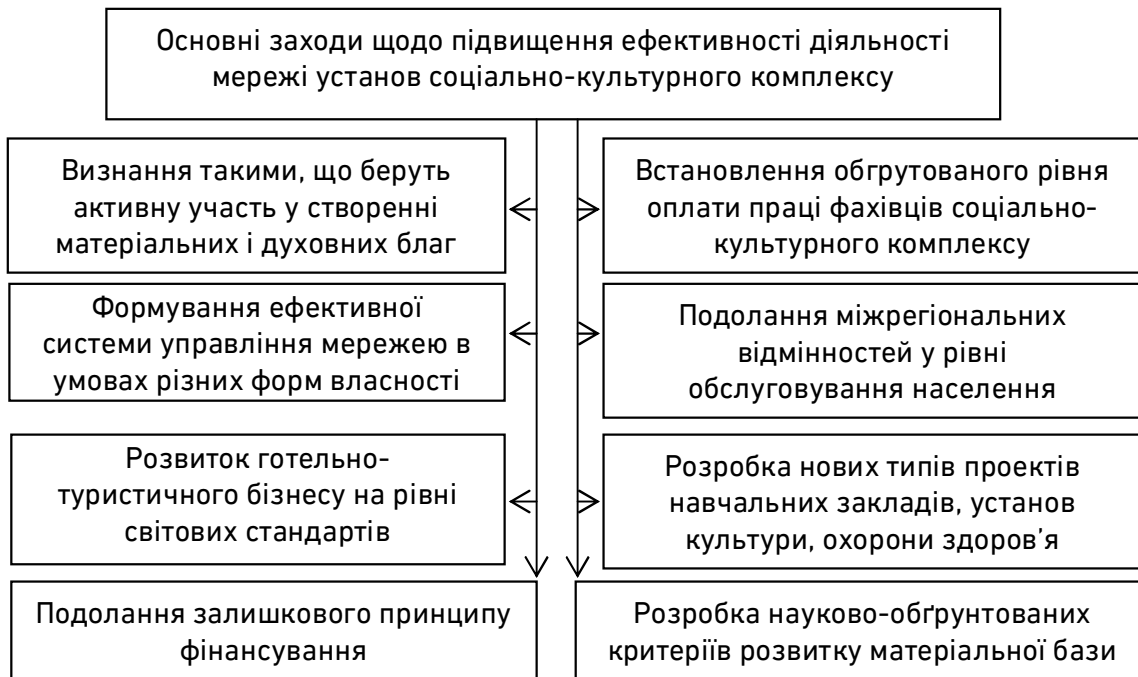 Основні заходи щодо підвищення ефективності діяльності
мережі установ соціально-культурного комплексу
Визнання такими, що беруть
активну участь у створенні
матеріальних і духовних благ
Встановлення обгрутованого рівня
оплати праці фахівців соціально-
культурного комплексу
Формування ефективної
системи управління мережею в
умовах різних форм власності
Подолання міжрегіональних
відмінностей у рівні
обслуговування населення
Розвиток готельно-
туристичного бізнесу на рівні
світових стандартів
Розробка нових типів проектів
навчальних закладів, установ
культури, охорони здоров’я
Подолання залишкового принципу
фінансування
Розробка науково-обґрунтованих
критеріїв розвитку матеріальної бази